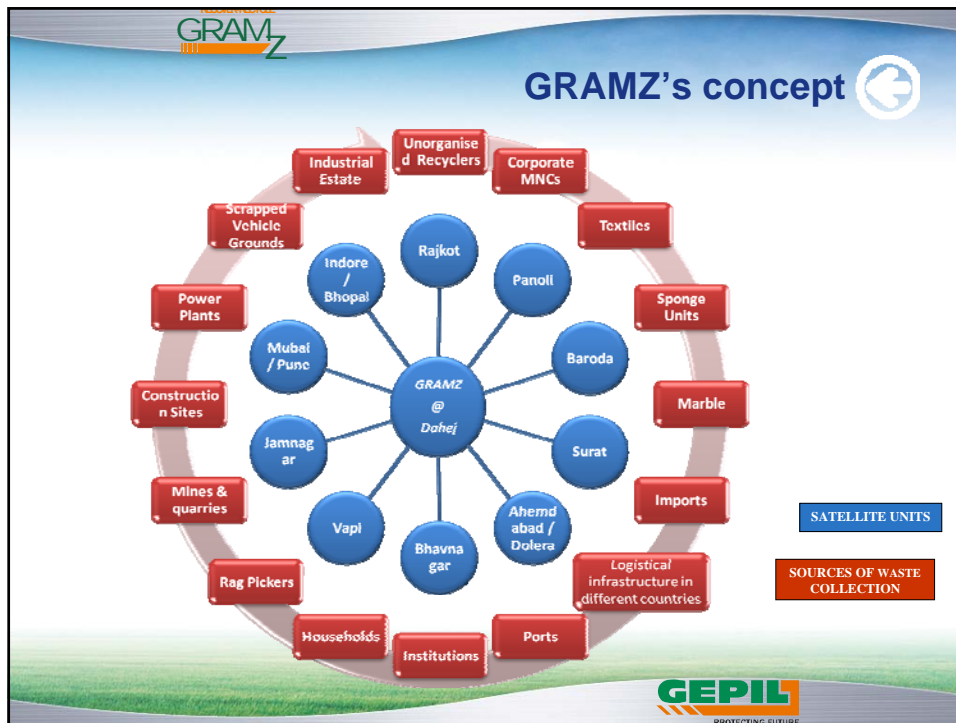 GRAMZ
GRAMZ's concept
Unorganise
d Recyclers
Corporate
MNCs
Textiles
Sponge
Units
Marble
Imports
Logistical
infrastructure in
different countries
Ports
Institutions
Households
Rag Pickers
Mines &
quarries
Constructio
n Sites
Power
Plants
Scrapped
Vehicle
Grounds
Industrial
Estate
Rajkot
Panoli
Baroda
Surat
Ahemd
abad /
Dolera
Bhavna
gar
Vapi
Jamnag
ar
Mubai
/ Pune
Indore
/
Bhopal
GRAMZ
@
Dahej
SATELLITE UNITS
SOURCES OF WASTE
COLLECTION
GEPIL
PROTECTING FUTURE